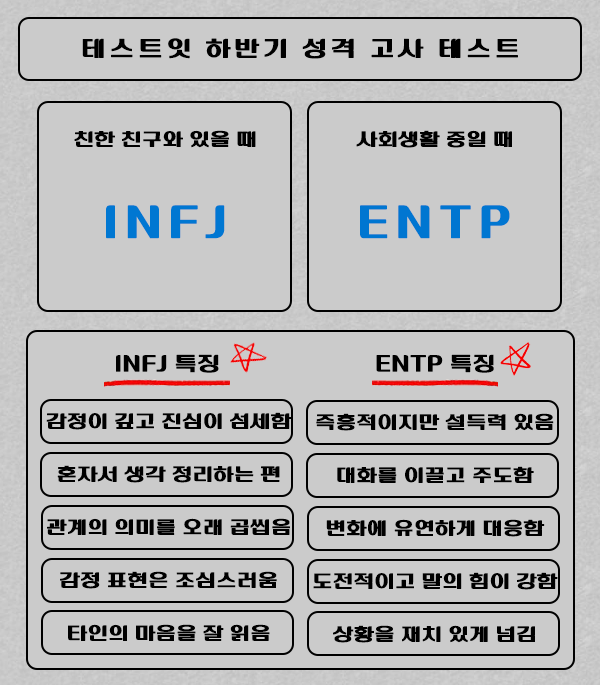 테스트잇 하반기 성격 고사 테스트
친한 친구와 있을 때
INFJ
사회생활 중일 때
ENTP
INFJ 특징
감정이 깊고 진심이 섬세함
혼자서 생각 정리하는 편
관계의 의미를 오래 곱씹음
감정 표현은 조심스러움
타인의 마음을 잘 읽음
ENTP 특징
즉흥적이지만 설득력 있음
대화를 이끌고 주도함
변화에 유연하게 대응함
도전적이고 말의 힘이 강함
상황을 재치 있게 넘김